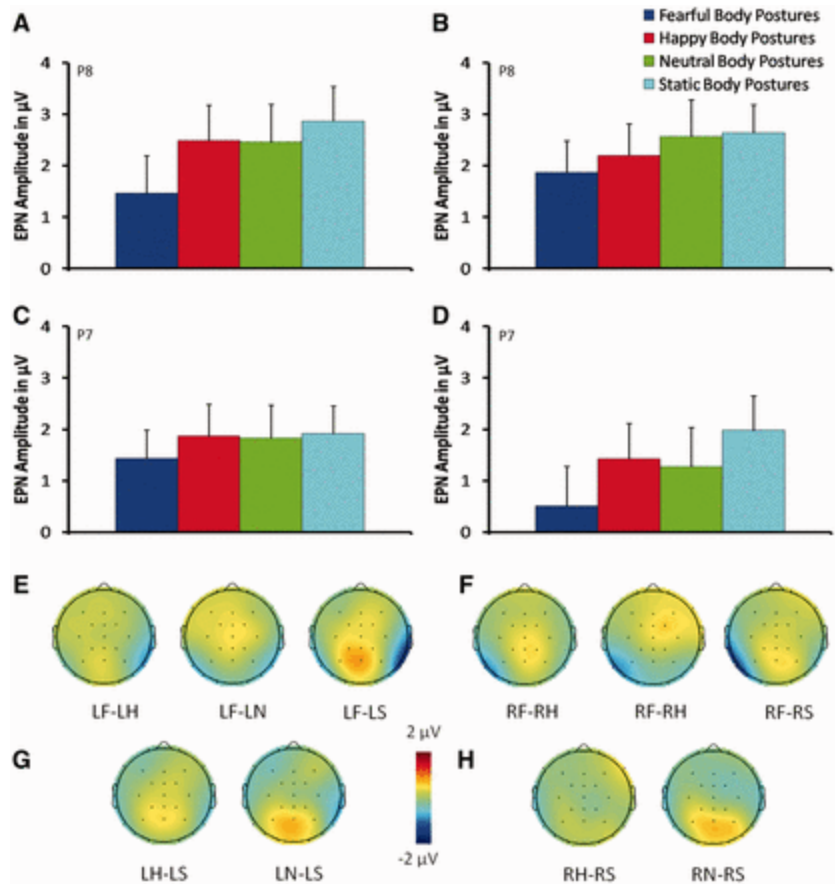 A
B
Fearful Body Postures
Happy Body Postures
Neutral Body Postures
Static Body Postures
P8
P8
EPN Amplitude in µV
4
3
2
1
0
EPN Amplitude in µV
4
3
2
1
0
C
D
P7
P7
EPN Amplitude in µV
4
3
2
1
0
EPN Amplitude in µV
4
3
2
1
0
E
F
LF-LH
LF-LN
LF-LS
RF-RH
RF-RH
RF-RS
G
H
2 µV
-2 µV
LH-LS
LN-LS
RH-RS
RN-RS